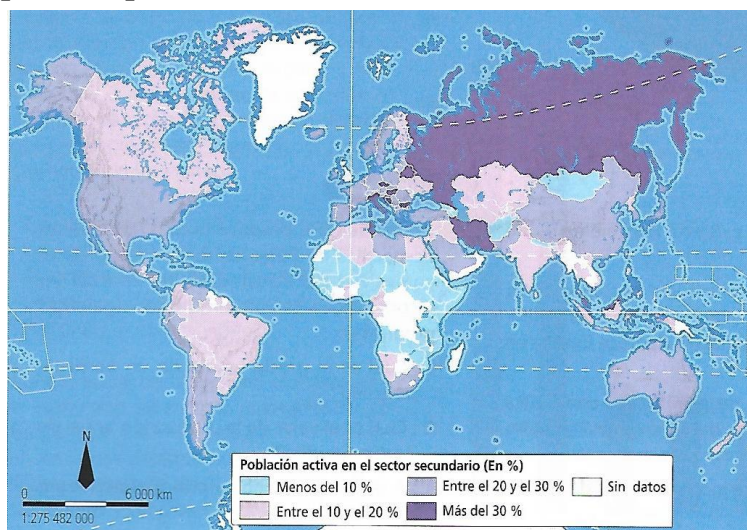 N
0 6 000 km
1:275 482 000
Población activa en el sector secundario (En %)
Menos del 10 %
Entre el 20 y el 30 %
Sin datos
Entre el 10 y el 20 %
Más del 30 %